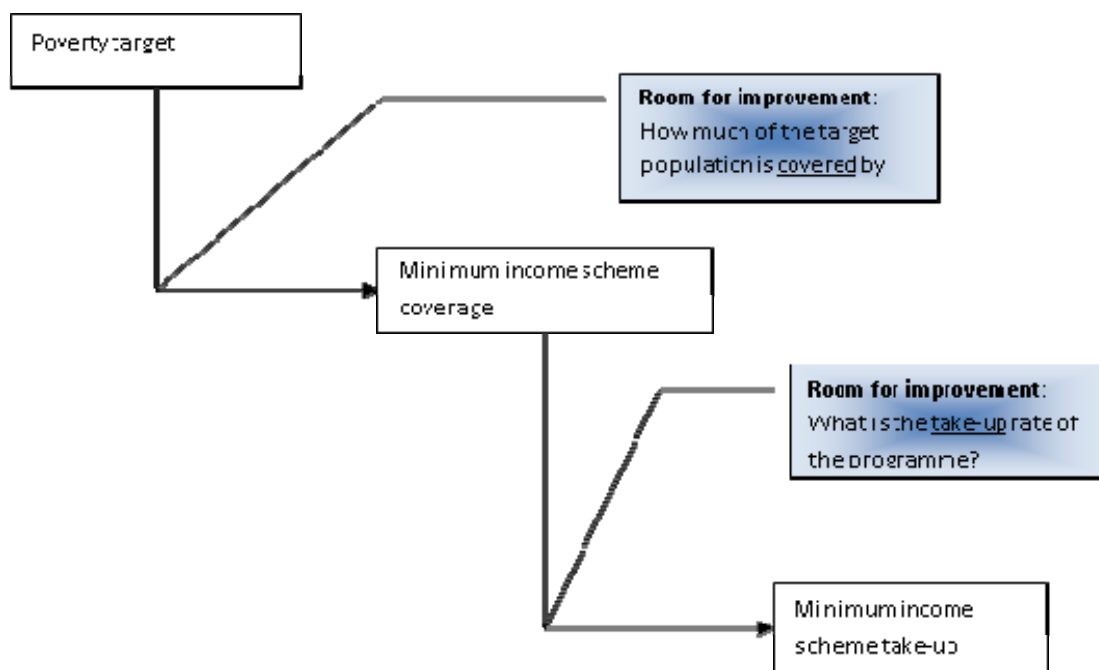 Poverty target
Room for improvement:
How much of the target
population is covered by
Minimum income scheme
coverage
Room for improvement:
What is the take-up rate of
the programme?
Minimum income
scheme take-up